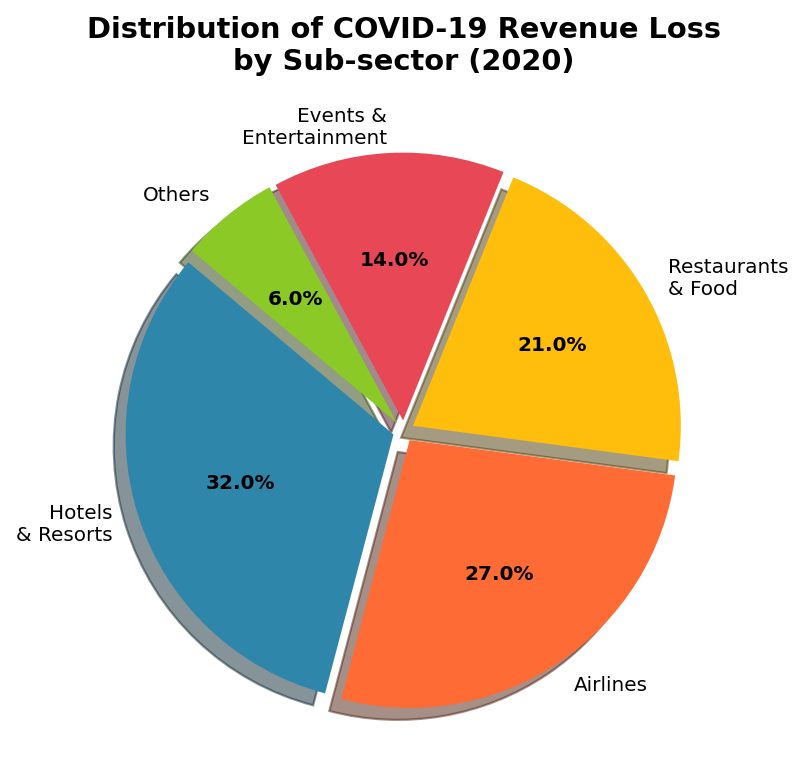 Distribution of COVID-19 Revenue Loss
by Sub-sector (2020)
Events &
Entertainment
Others
14.0%
6.0%
Restaurants
& Food
21.0%
Hotels
& Resorts
32.0%
27.0%
Airlines